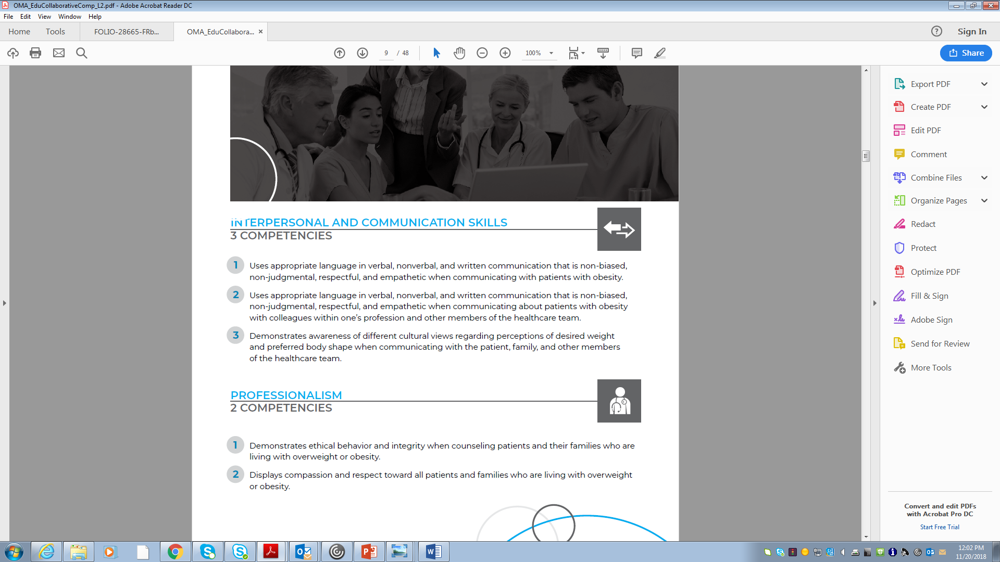 OMA_EduCollaborativeComp_L2.pdf - Adobe Acrobat Reader DC
File Edit View Window Help
Home Tools FOLIO-28665-FRb... OMA_EduCollabora... Sign In
9 / 48 100% Share
INTERPERSONAL AND COMMUNICATION SKILLS
3 COMPETENCIES
1 Uses appropriate language in verbal, nonverbal, and written communication that is non-biased,
non-judgmental, respectful, and empathetic when communicating with patients with obesity.
2 Uses appropriate language in verbal, nonverbal, and written communication that is non-biased,
non-judgmental, respectful, and empathetic when communicating about patients with obesity
with colleagues within one’s profession and other members of the healthcare team.
3 Demonstrates awareness of different cultural views regarding perceptions of desired weight
and preferred body shape when communicating with the patient, family, and other members
of the healthcare team.
PROFESSIONALISM
2 COMPETENCIES
1 Demonstrates ethical behavior and integrity when counseling patients and their families who are
living with overweight or obesity.
2 Displays compassion and respect toward all patients and families who are living with overweight
or obesity.
Export PDF
Create PDF
Edit PDF
Comment
Combine Files
Organize Pages
Redact
Protect
Optimize PDF
Fill & Sign
Adobe Sign
Send for Review
More Tools
Convert and edit PDFs
with Acrobat Pro DC
Start Free Trial
12:02 PM
11/20/2018